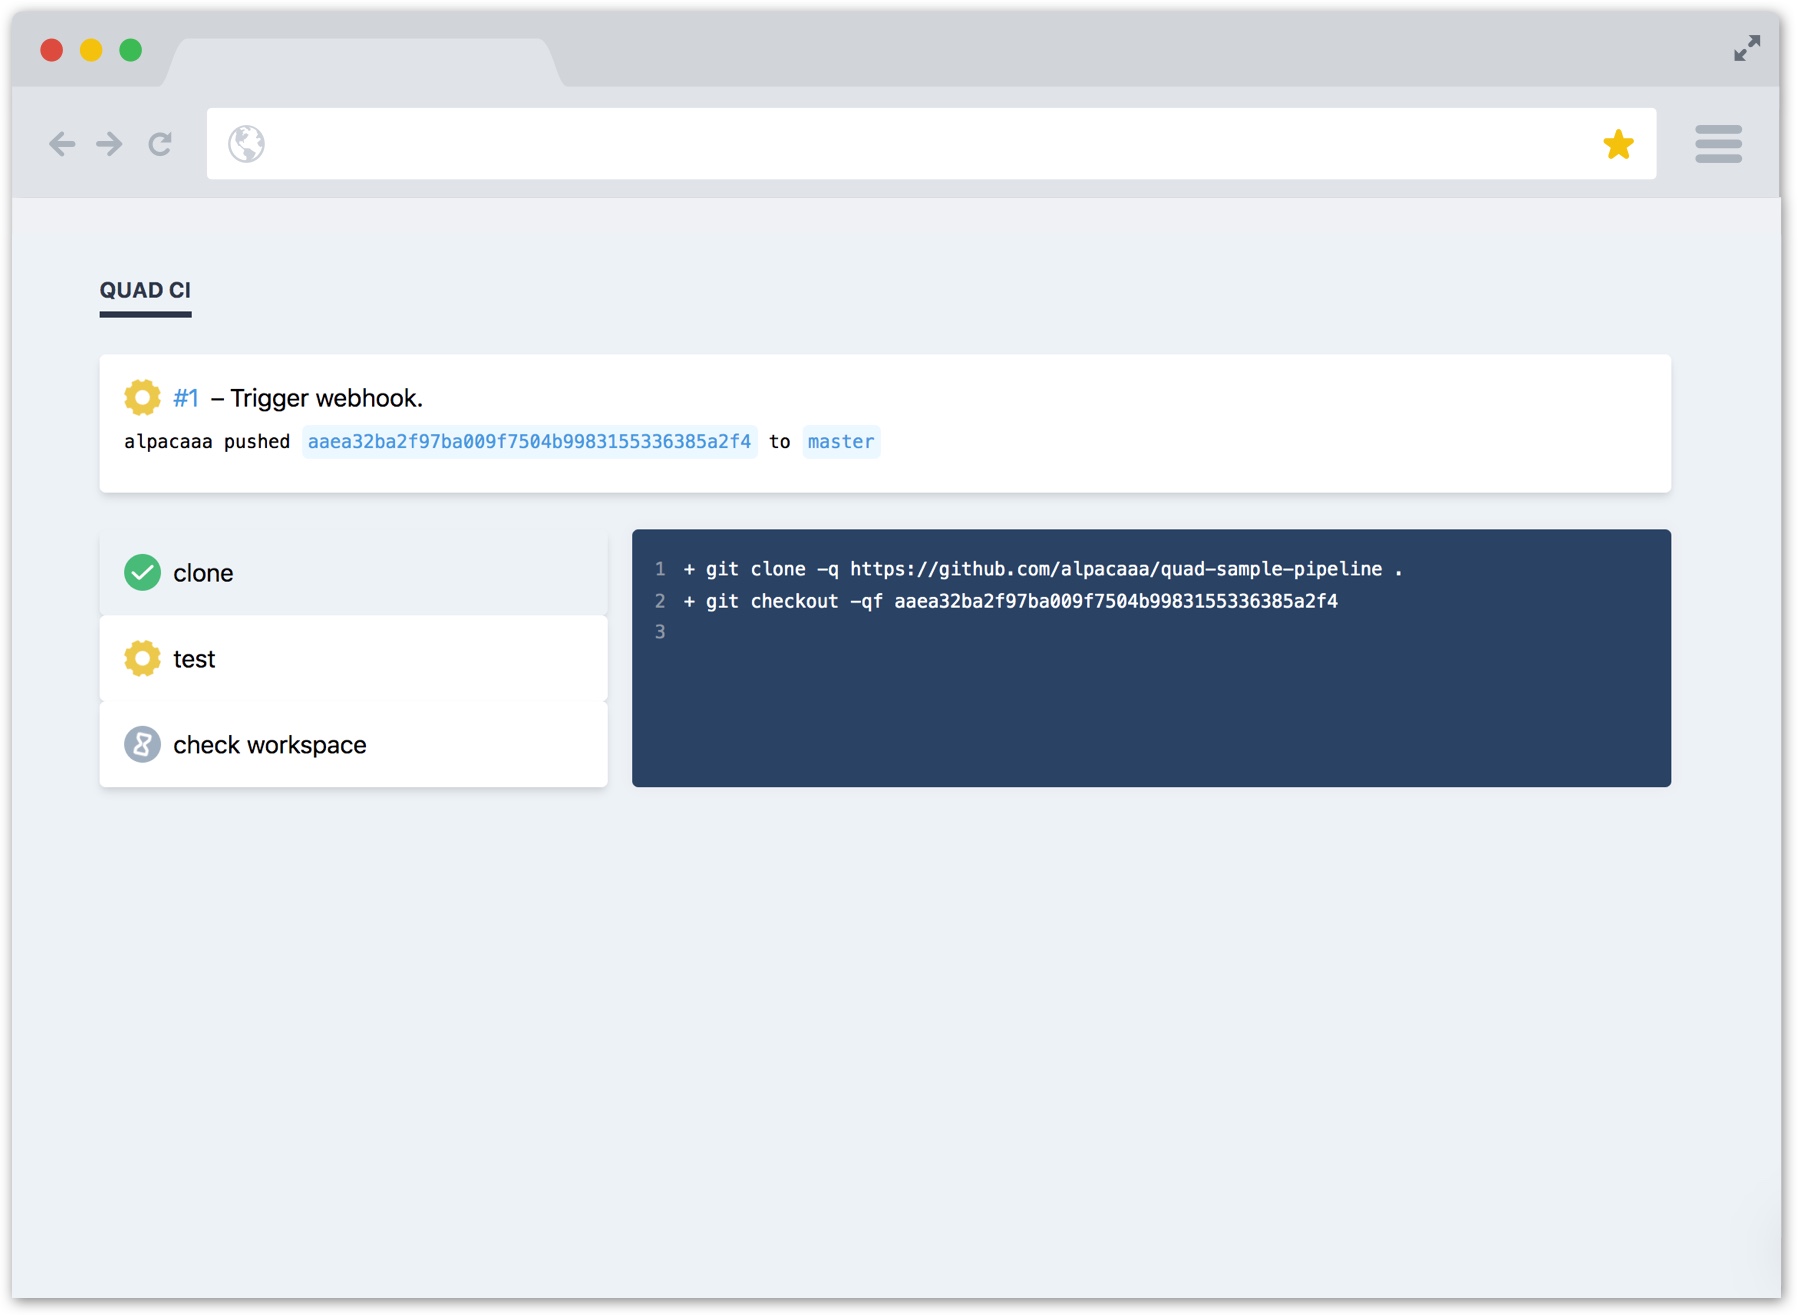 QUAD CI
#1 – Trigger webhook.
alpacaaa pushed aaea32ba2f97ba009f7504b9983155336385a2f4 to master
clone
test
check workspace
1 + git clone -q https://github.com/alpacaaa/quad-sample-pipeline .
2 + git checkout -qf aaea32ba2f97ba009f7504b9983155336385a2f4
3